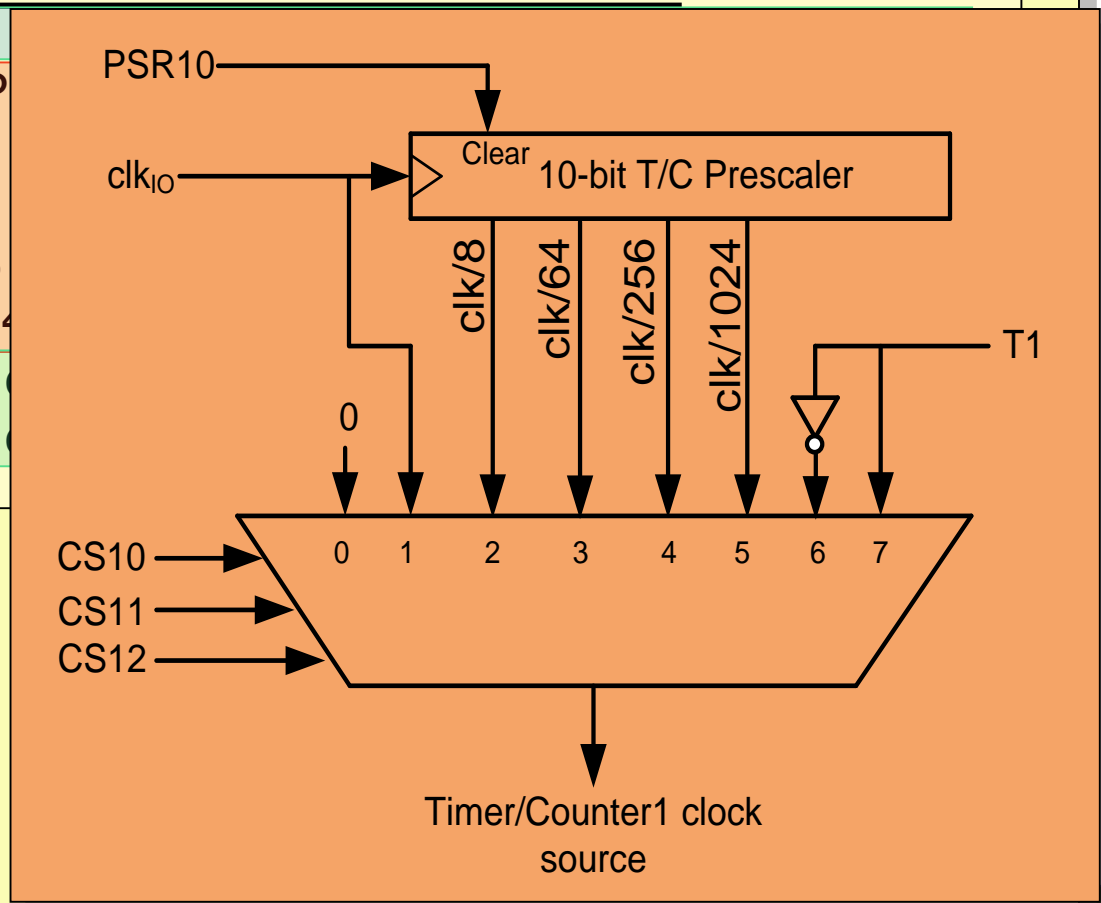 PSR10
Clear
10-bit T/C Prescaler
clkIO
clk/8
clk/64
clk/256
clk/1024
T1
0
0 1 2 3 4 5 6 7
CS10
CS11
CS12
Timer/Counter1 clock
source